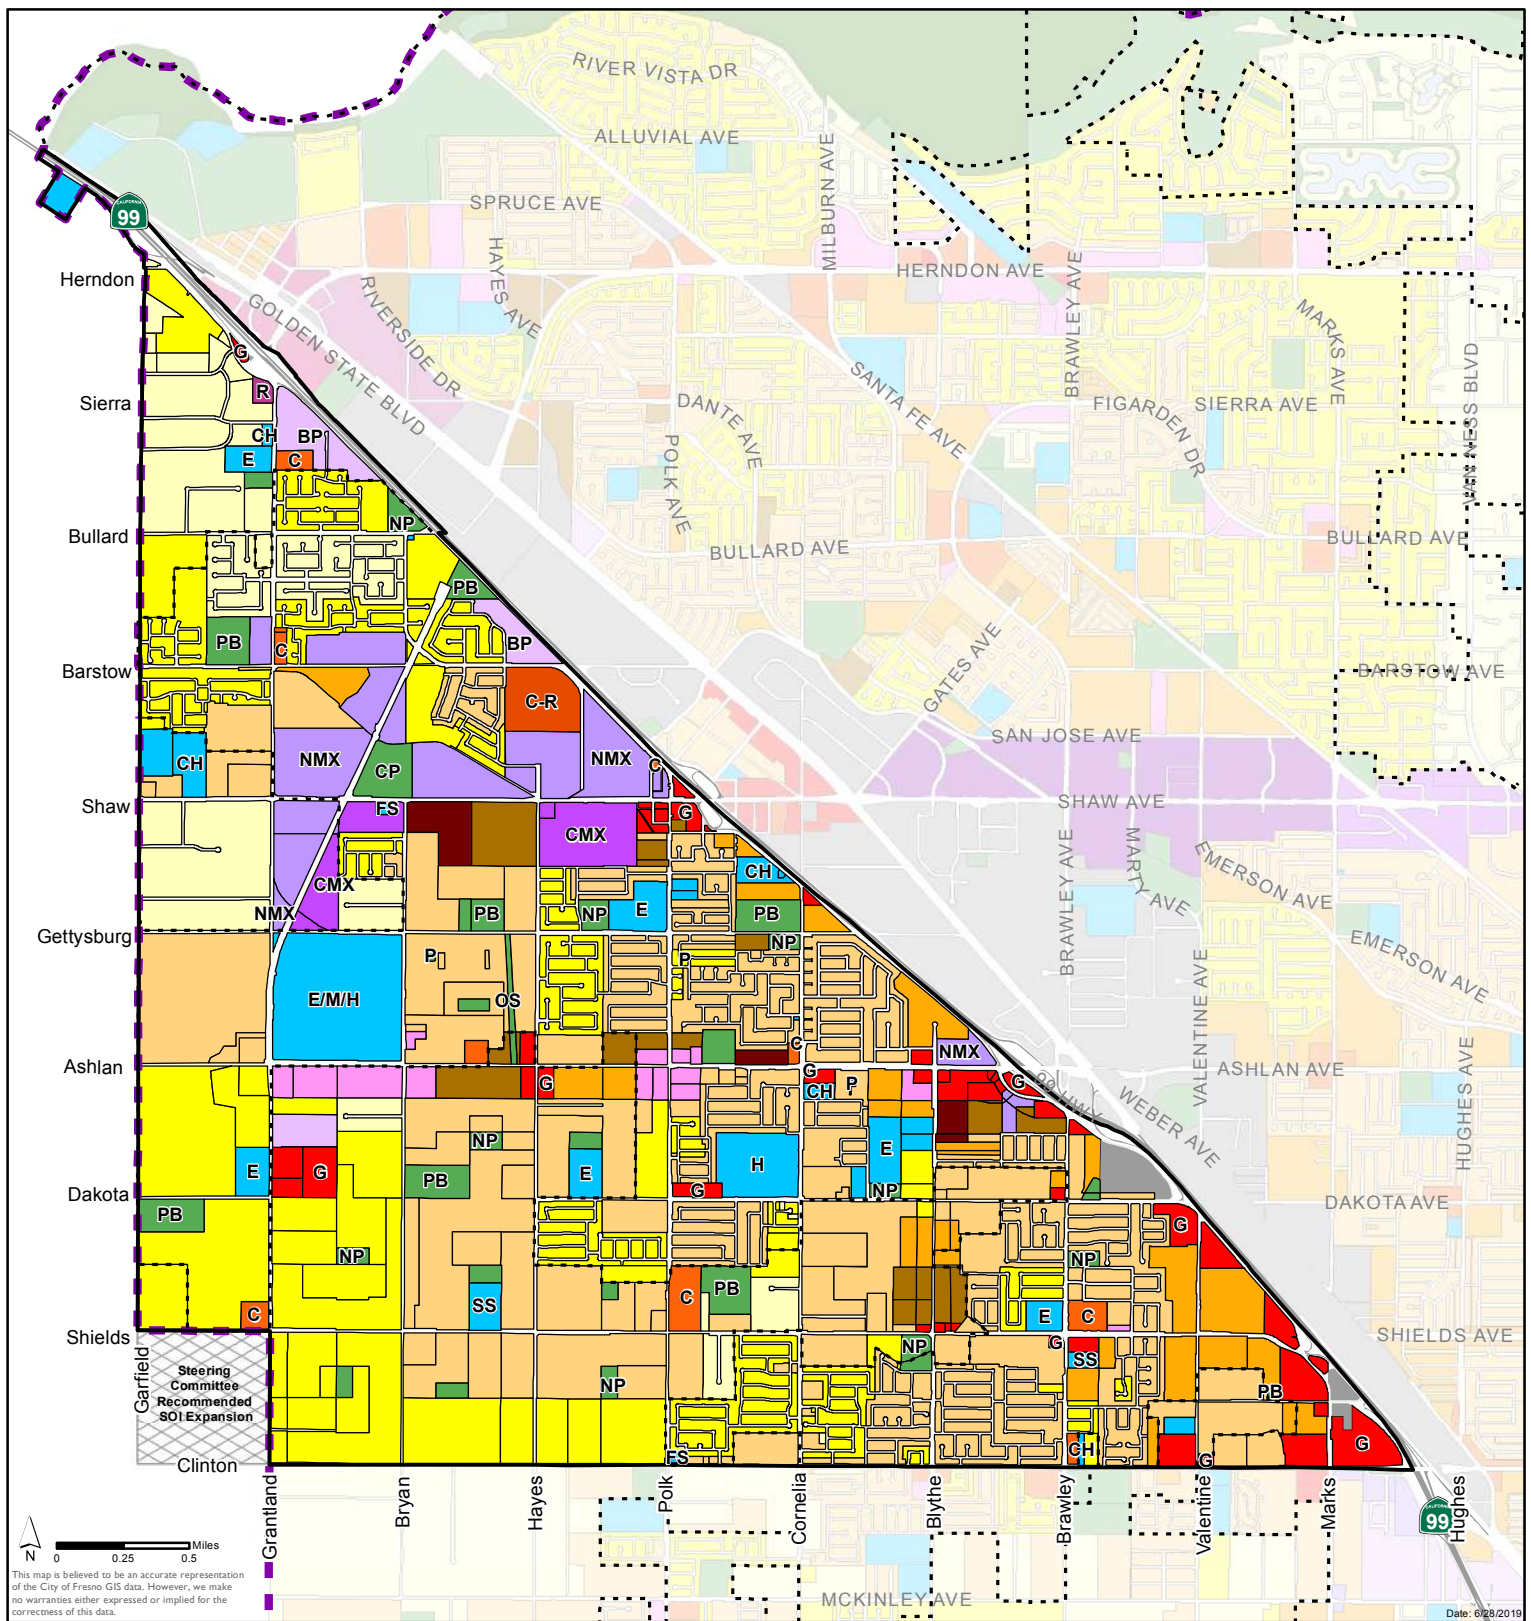 RIVER VISTA DR
ALLUVIAL AVE
SPRUCE AVE
MILBURN AVE
CALIFORNIA
99
HAYES AVE
HERNDON AVE
BRAWLEY AVE
Herndon
RIVERSIDE DR
GOLDEN STATE BLVD
MARKS AVE
VAN NESS BLVD
G
SANTA FE AVE
R
Sierra
DANTE AVE
FIGARDEN DR
SIERRA AVE
CH
BP
E
C
POLK AVE
NP
Bullard
BULLARD AVE
BULLARD AVE
PB
PB
C
BP
GATES AVE
Barstow
BARSTOW AVE
C-R
SAN JOSE AVE
CH
NMX
CP
NMX
C
Shaw
FS
G
SHAW AVE
CMX
BRAWLEY AVE
MARTY AVE
EMERSON AVE
CH
CMX
NMX
PB
NP
E
PB
Gettysburg
NP
EMERSON AVE
P
P
E/M/H
OS
VALENTINE AVE
C
NMX
Ashlan
ASHLAN AVE
HUGHES AVE
G
G
CH
P
G
99 HWY
WEBER AVE
NP
E
E
G
PB
E
H
Dakota
G
NP
DAKOTA AVE
PB
G
NP
NP
SS
PB
C
C
E
C
Shields
SHIELDS AVE
Garfield
G
NP
SS
Steering
Committee
Recommended
SOI Expansion
NP
PB
G
CH
Clinton
FS
G
Grantland
Bryan
Hayes
Polk
Cornelia
Blythe
Brawley
Valentine
Marks
Hughes
CALIFORNIA
99
N
0 0.25 0.5 Miles
This map is believed to be an accurate representation
of the City of Fresno GIS data. However, we make
no warranties either expressed or implied for the
correctness of this data.
MCKINLEY AVE
Date: 6/28/2019